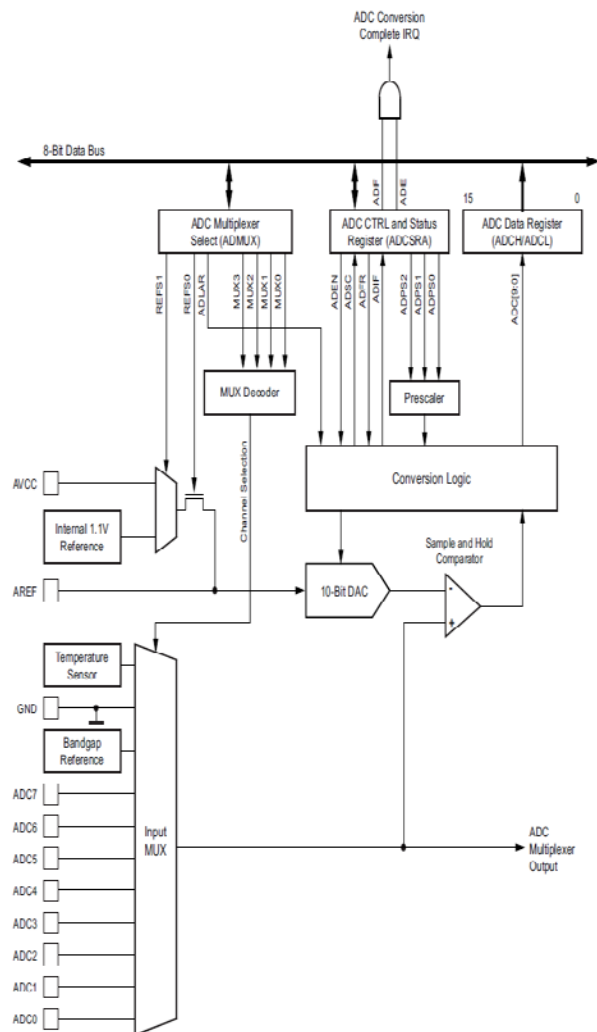 ADC Conversion
Complete IRQ
8-Bit Data Bus
ADIF
ADIE
15
0
ADC Multiplexer
Select (ADMUX)
ADC CTRL and Status
Register (ADCSRA)
ADC Data Register
(ADCH/ADCL)
REFS1
REFS0
ADLAR
MUX3
MUX2
MUX1
MUX0
ADEN
ADSC
ADFR
ADIF
ADPS2
ADPS1
ADPS0
ADC[9:0]
MUX Decoder
Prescaler
Channel Selection
Conversion Logic
AVCC
Internal 1.1V
Reference
AREF
Sample and Hold
Comparator
10-Bit DAC
-
+
Temperature
Sensor
GND
Bandgap
Reference
ADC7
ADC6
ADC5
ADC4
ADC3
ADC2
ADC1
ADC0
Input
MUX
ADC
Multiplexer
Output